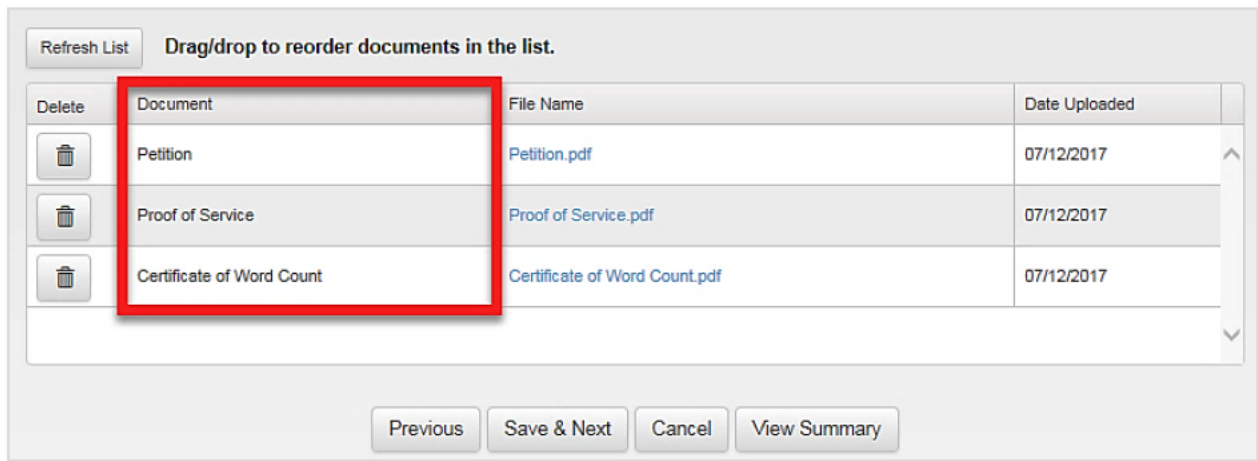 Refresh List Drag/drop to reorder documents in the list.
Delete Document File Name Date Uploaded
Petition Petition.pdf 07/12/2017
Proof of Service Proof of Service.pdf 07/12/2017
Certificate of Word Count Certificate of Word Count.pdf 07/12/2017
Previous Save & Next Cancel View Summary